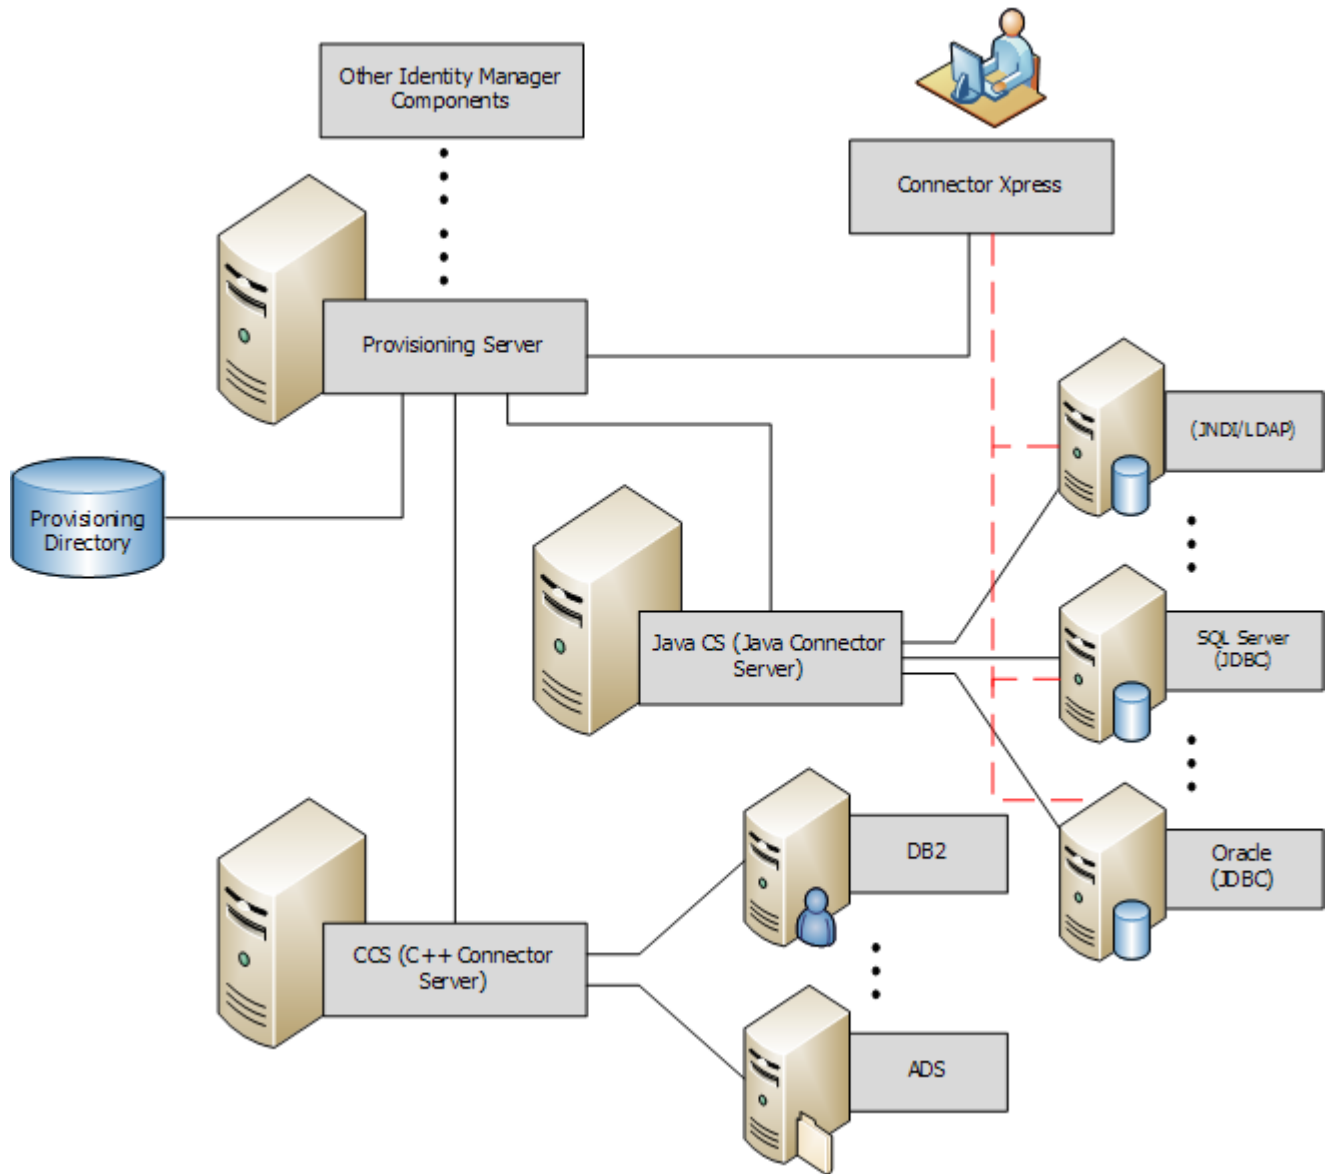 Other Identity Manager
Components
Connector Xpress
Provisioning Server
(JNDI/LDAP)
Provisioning
Directory
Java CS (Java Connector
Server)
SQL Server
(JDBC)
DB2
Oracle
(JDBC)
CCS (C++ Connector
Server)
ADS